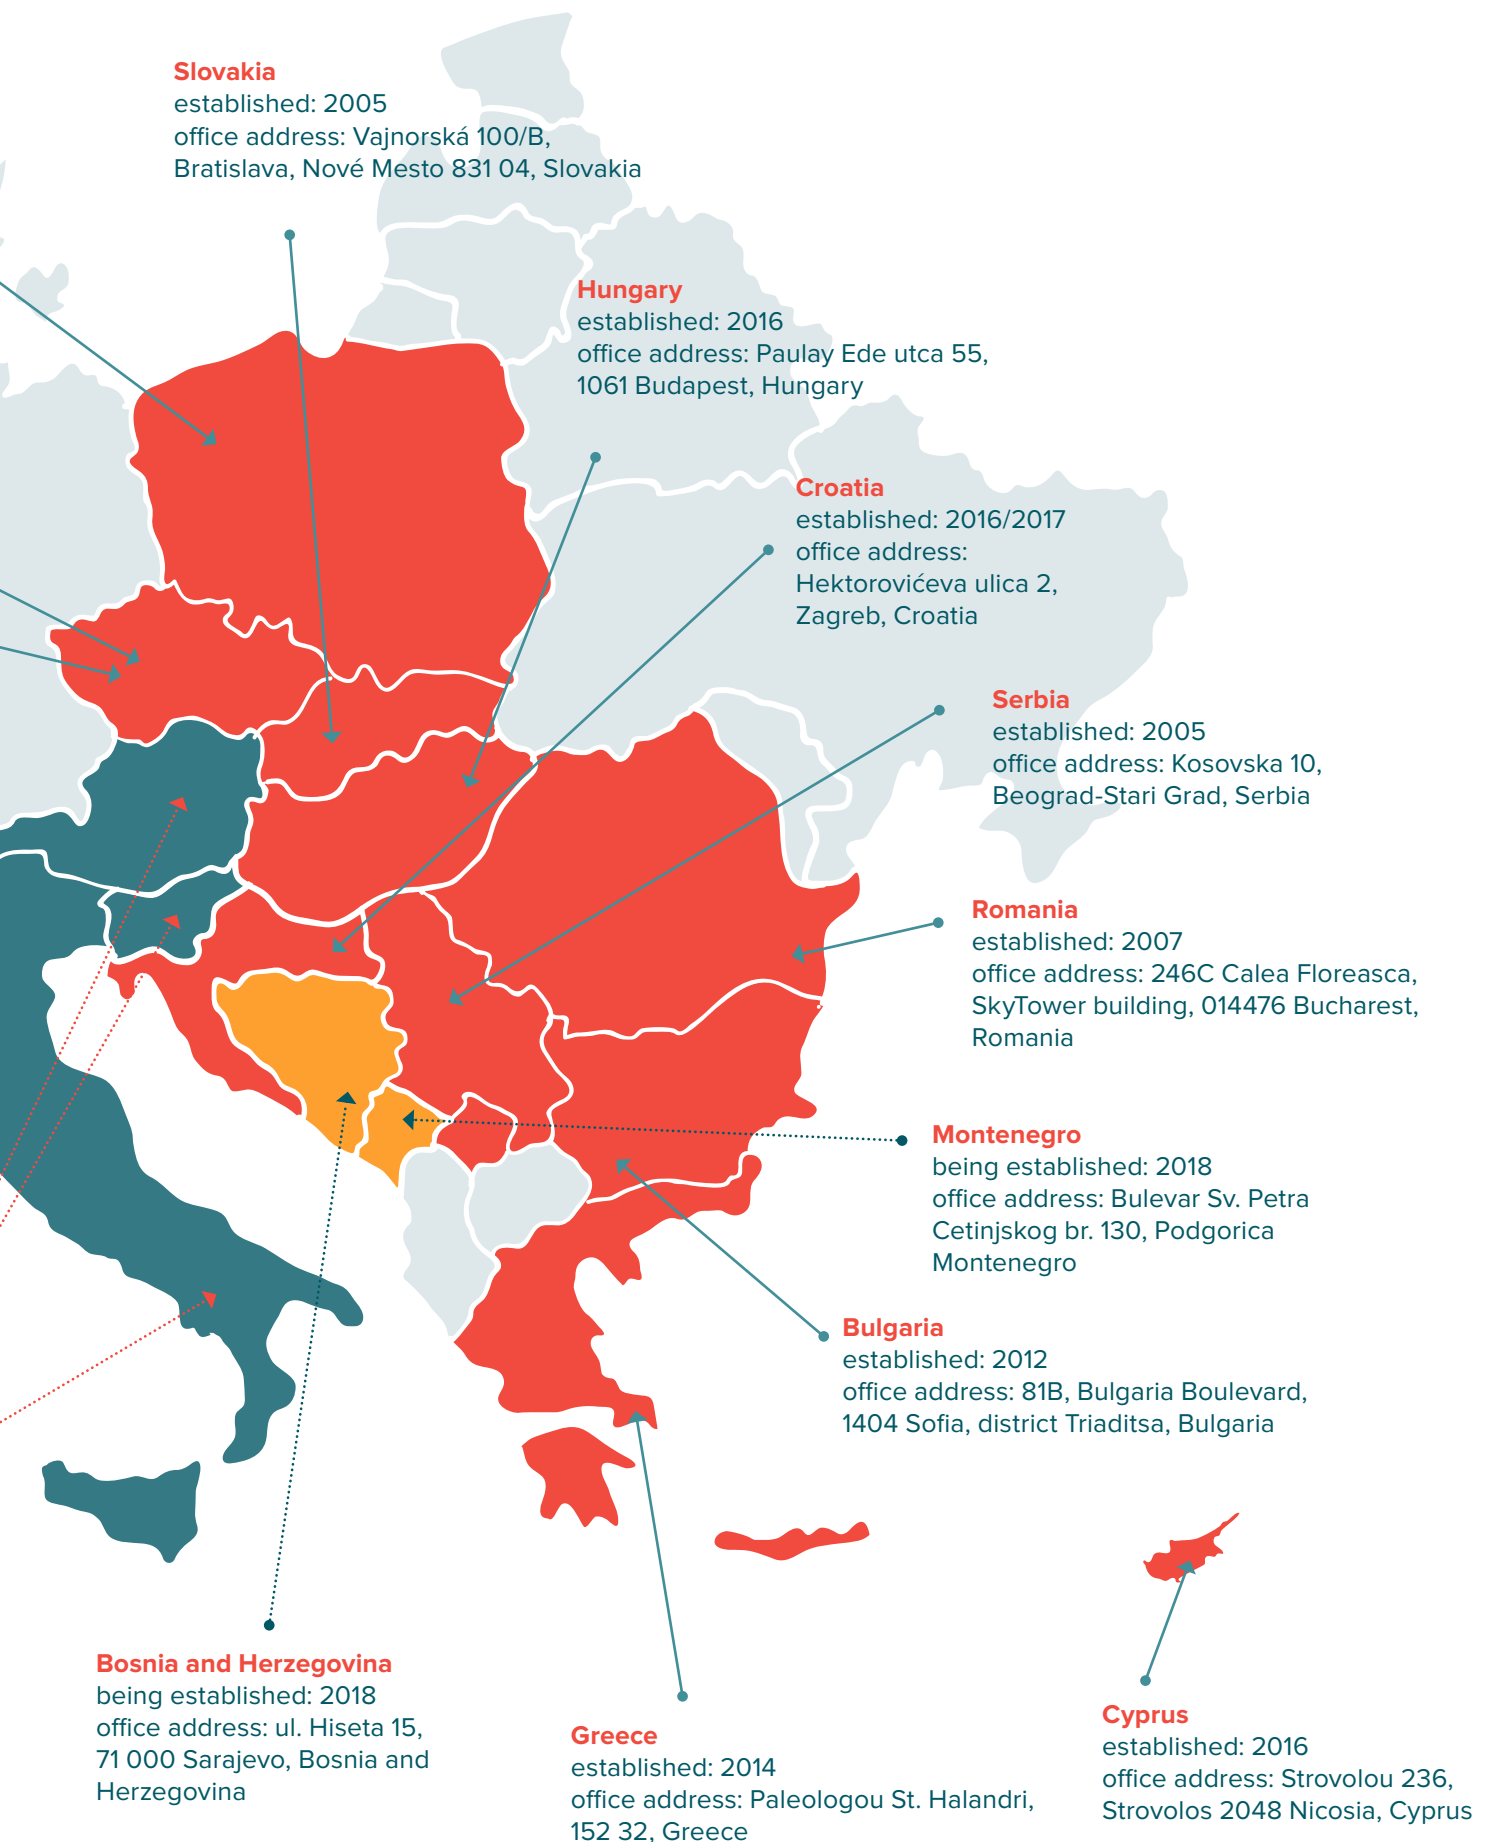 Slovakia
established: 2005
office address: Vajnorská 100/B,
Bratislava, Nové Mesto 831 04, Slovakia
Hungary
established: 2016
office address: Paulay Ede utca 55,
1061 Budapest, Hungary
Croatia
established: 2016/2017
office address:
Hektorovićeva ulica 2,
Zagreb, Croatia
Serbia
established: 2005
office address: Kosovska 10,
Beograd-Stari Grad, Serbia
Romania
established: 2007
office address: 246C Calea Floreasca,
SkyTower building, 014476 Bucharest,
Romania
Montenegro
being established: 2018
office address: Bulevar Sv. Petra
Cetinjskog br. 130, Podgorica
Montenegro
Bulgaria
established: 2012
office address: 81B, Bulgaria Boulevard,
1404 Sofia, district Triaditsa, Bulgaria
Bosnia and Herzegovina
being established: 2018
office address: ul. Hiseta 15,
71 000 Sarajevo, Bosnia and
Herzegovina
Greece
established: 2014
office address: Paleologou St. Halandri,
152 32, Greece
Cyprus
established: 2016
office address: Strovolou 236,
Strovolos 2048 Nicosia, Cyprus